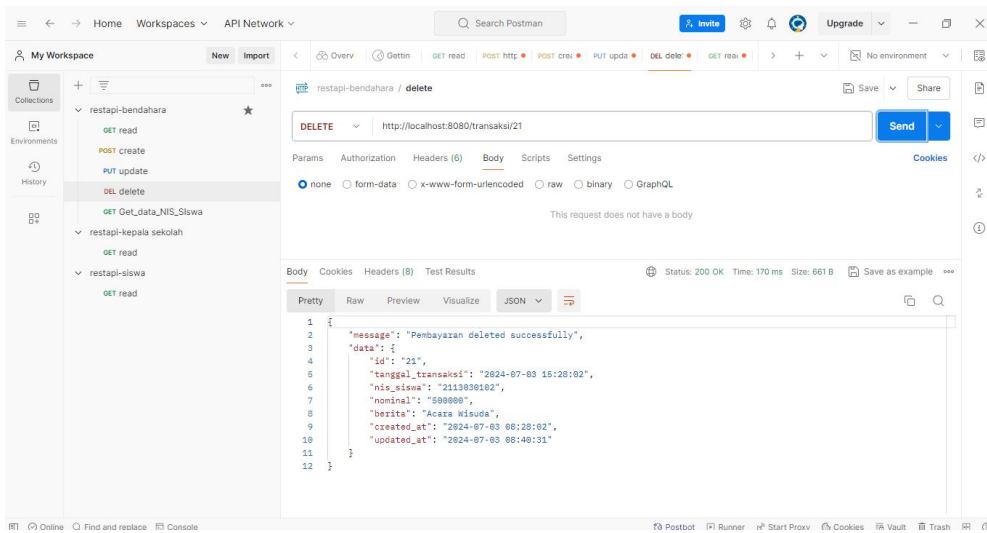 Home Workspaces API Network Search Postman Invite Upgrade
My Workspace New Import Overv Gettin GET read POST http POST crea PUT upda DEL dele GET rea No environment
Collections
Environments
History
restapi-bendahara
GET read
POST create
PUT update
DEL delete
GET Get_data_NIS_SIswa
restapi-kepala sekolah
GET read
restapi-siswa
GET read
HTTP restapi-bendahara / delete Save Share
DELETE http://localhost:8080/transaksi/21 Send
Params Authorization Headers (6) Body Scripts Settings Cookies
none form-data x-www-form-urlencoded raw binary GraphQL
This request does not have a body
Body Cookies Headers (8) Test Results Status: 200 OK Time: 170 ms Size: 661 B Save as example
Pretty Raw Preview Visualize JSON
1 {
2 "message": "Pembayaran deleted successfully",
3 "data": {
4 "id": "21",
5 "tanggal_transaksi": "2024-07-03 15:28:02",
6 "nis_siswa": "2113030102",
7 "nominal": "500000",
8 "berita": "Acara Wisuda",
9 "created_at": "2024-07-03 08:28:02",
10 "updated_at": "2024-07-03 08:40:31"
11 }
12 }
Online Find and replace Console Postbot Runner Start Proxy Cookies Vault Trash